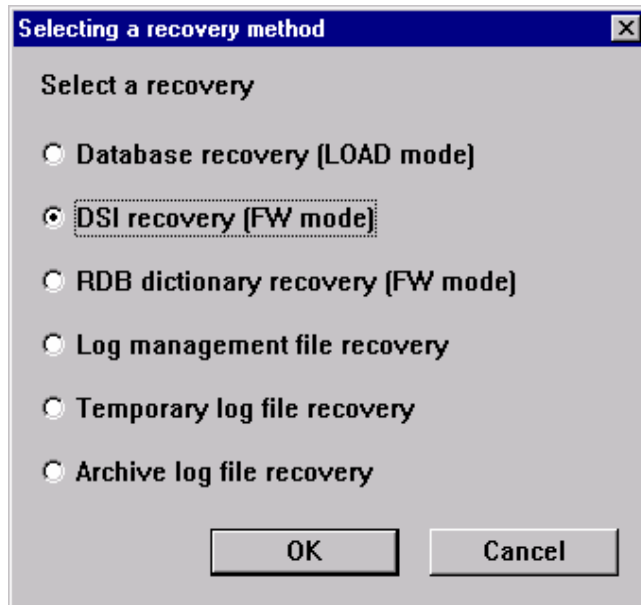 Selecting a recovery method
Select a recovery
Database recovery (LOAD mode)
DSI recovery (FW mode)
RDB dictionary recovery (FW mode)
Log management file recovery
Temporary log file recovery
Archive log file recovery
OK Cancel